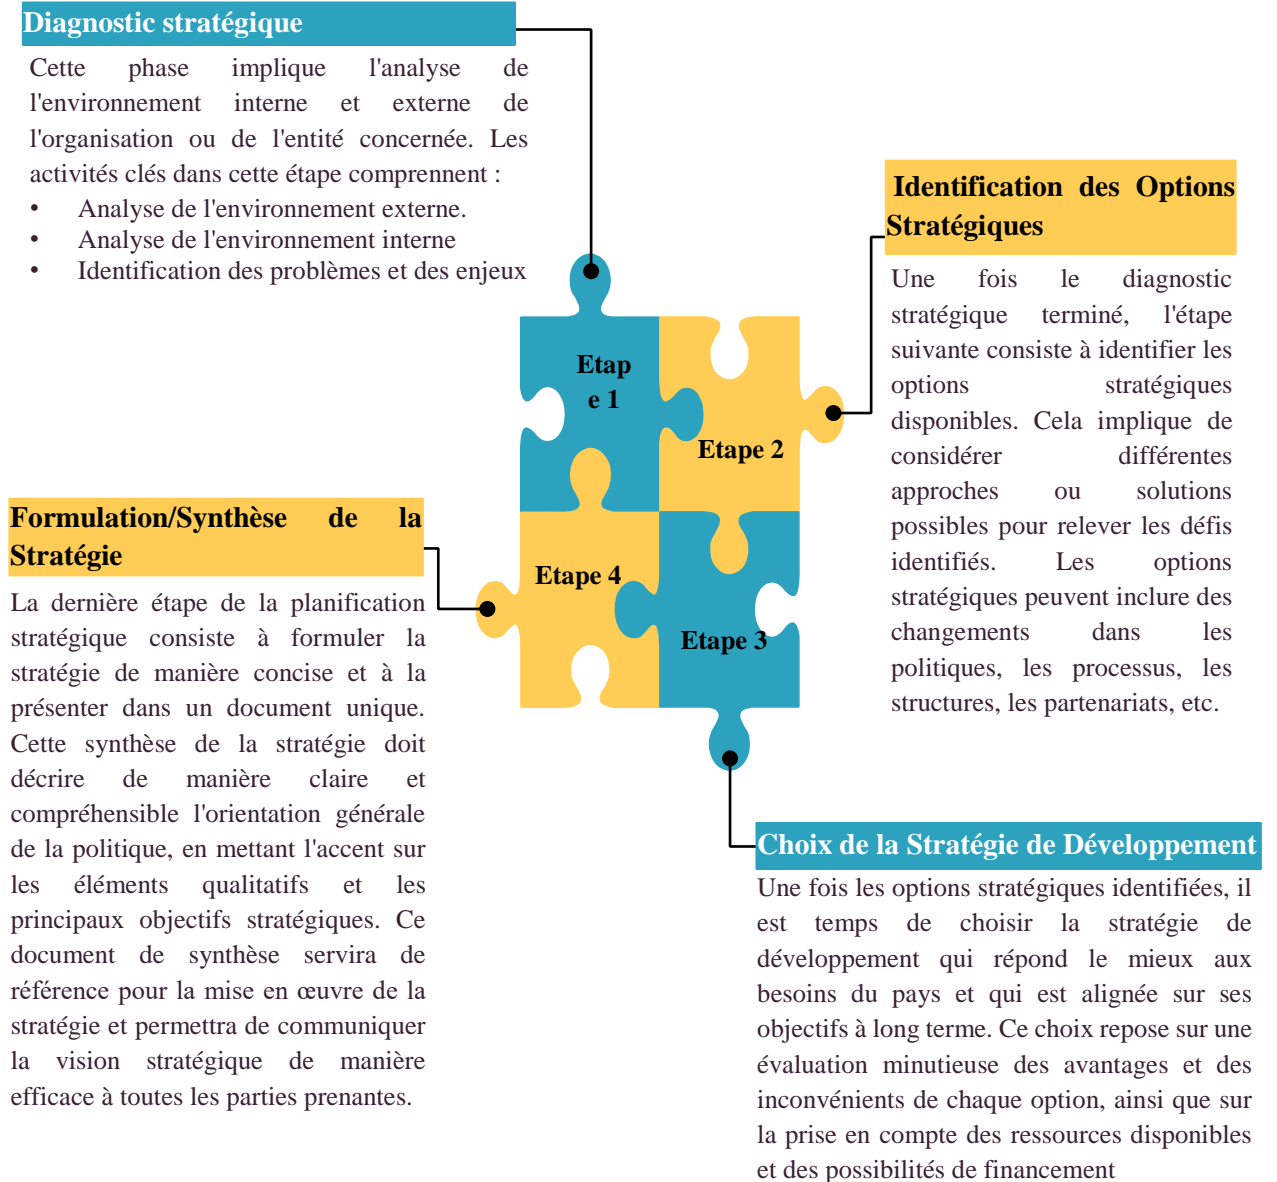 Diagnostic stratégique
Cette phase implique l'analyse de
l'environnement interne et externe de
l'organisation ou de l'entité concernée. Les
activités clés dans cette étape comprennent :
• Analyse de l'environnement externe.
• Analyse de l'environnement interne
• Identification des problèmes et des enjeux
Identification des Options
Stratégiques
Une fois le diagnostic
stratégique terminé, l'étape
suivante consiste à identifier les
options stratégiques
disponibles. Cela implique de
considérer différentes
approches ou solutions
possibles pour relever les défis
identifiés. Les options
stratégiques peuvent inclure des
changements dans les
politiques, les processus, les
structures, les partenariats, etc.
Etap
e 1
Etape 2
Etape 4
Etape 3
Formulation/Synthèse de la
Stratégie
La dernière étape de la planification
stratégique consiste à formuler la
stratégie de manière concise et à la
présenter dans un document unique.
Cette synthèse de la stratégie doit
décrire de manière claire et
compréhensible l'orientation générale
de la politique, en mettant l'accent sur
les éléments qualitatifs et les
principaux objectifs stratégiques. Ce
document de synthèse servira de
référence pour la mise en œuvre de la
stratégie et permettra de communiquer
la vision stratégique de manière
efficace à toutes les parties prenantes.
Choix de la Stratégie de Développement
Une fois les options stratégiques identifiées, il
est temps de choisir la stratégie de
développement qui répond le mieux aux
besoins du pays et qui est alignée sur ses
objectifs à long terme. Ce choix repose sur une
évaluation minutieuse des avantages et des
inconvénients de chaque option, ainsi que sur
la prise en compte des ressources disponibles
et des possibilités de financement